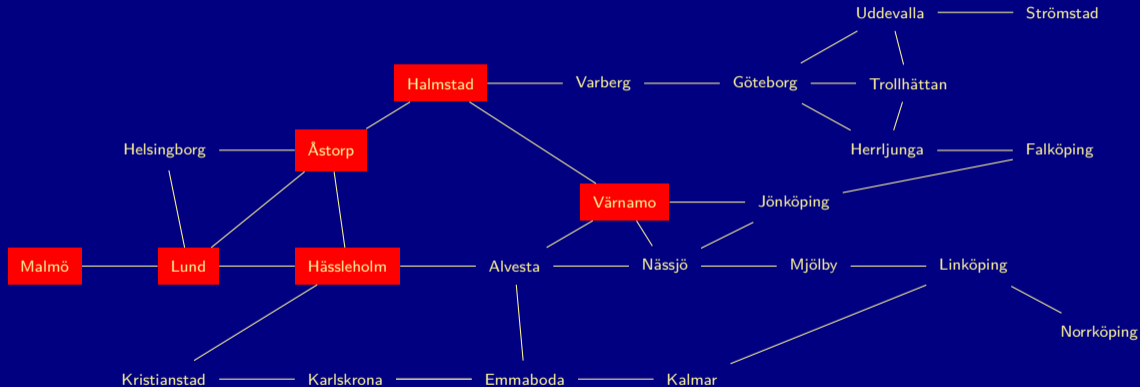 Uddevalla
Strömstad
Halmstad
Varberg
Göteborg
Trollhättan
Helsingborg
Åstorp
Herrljunga
Falköping
Värnamo
Jönköping
Malmö
Lund
Hässleholm
Alvesta
Nässjö
Mjölby
Linköping
Norrköping
Kristianstad
Karlskrona
Emmaboda
Kalmar